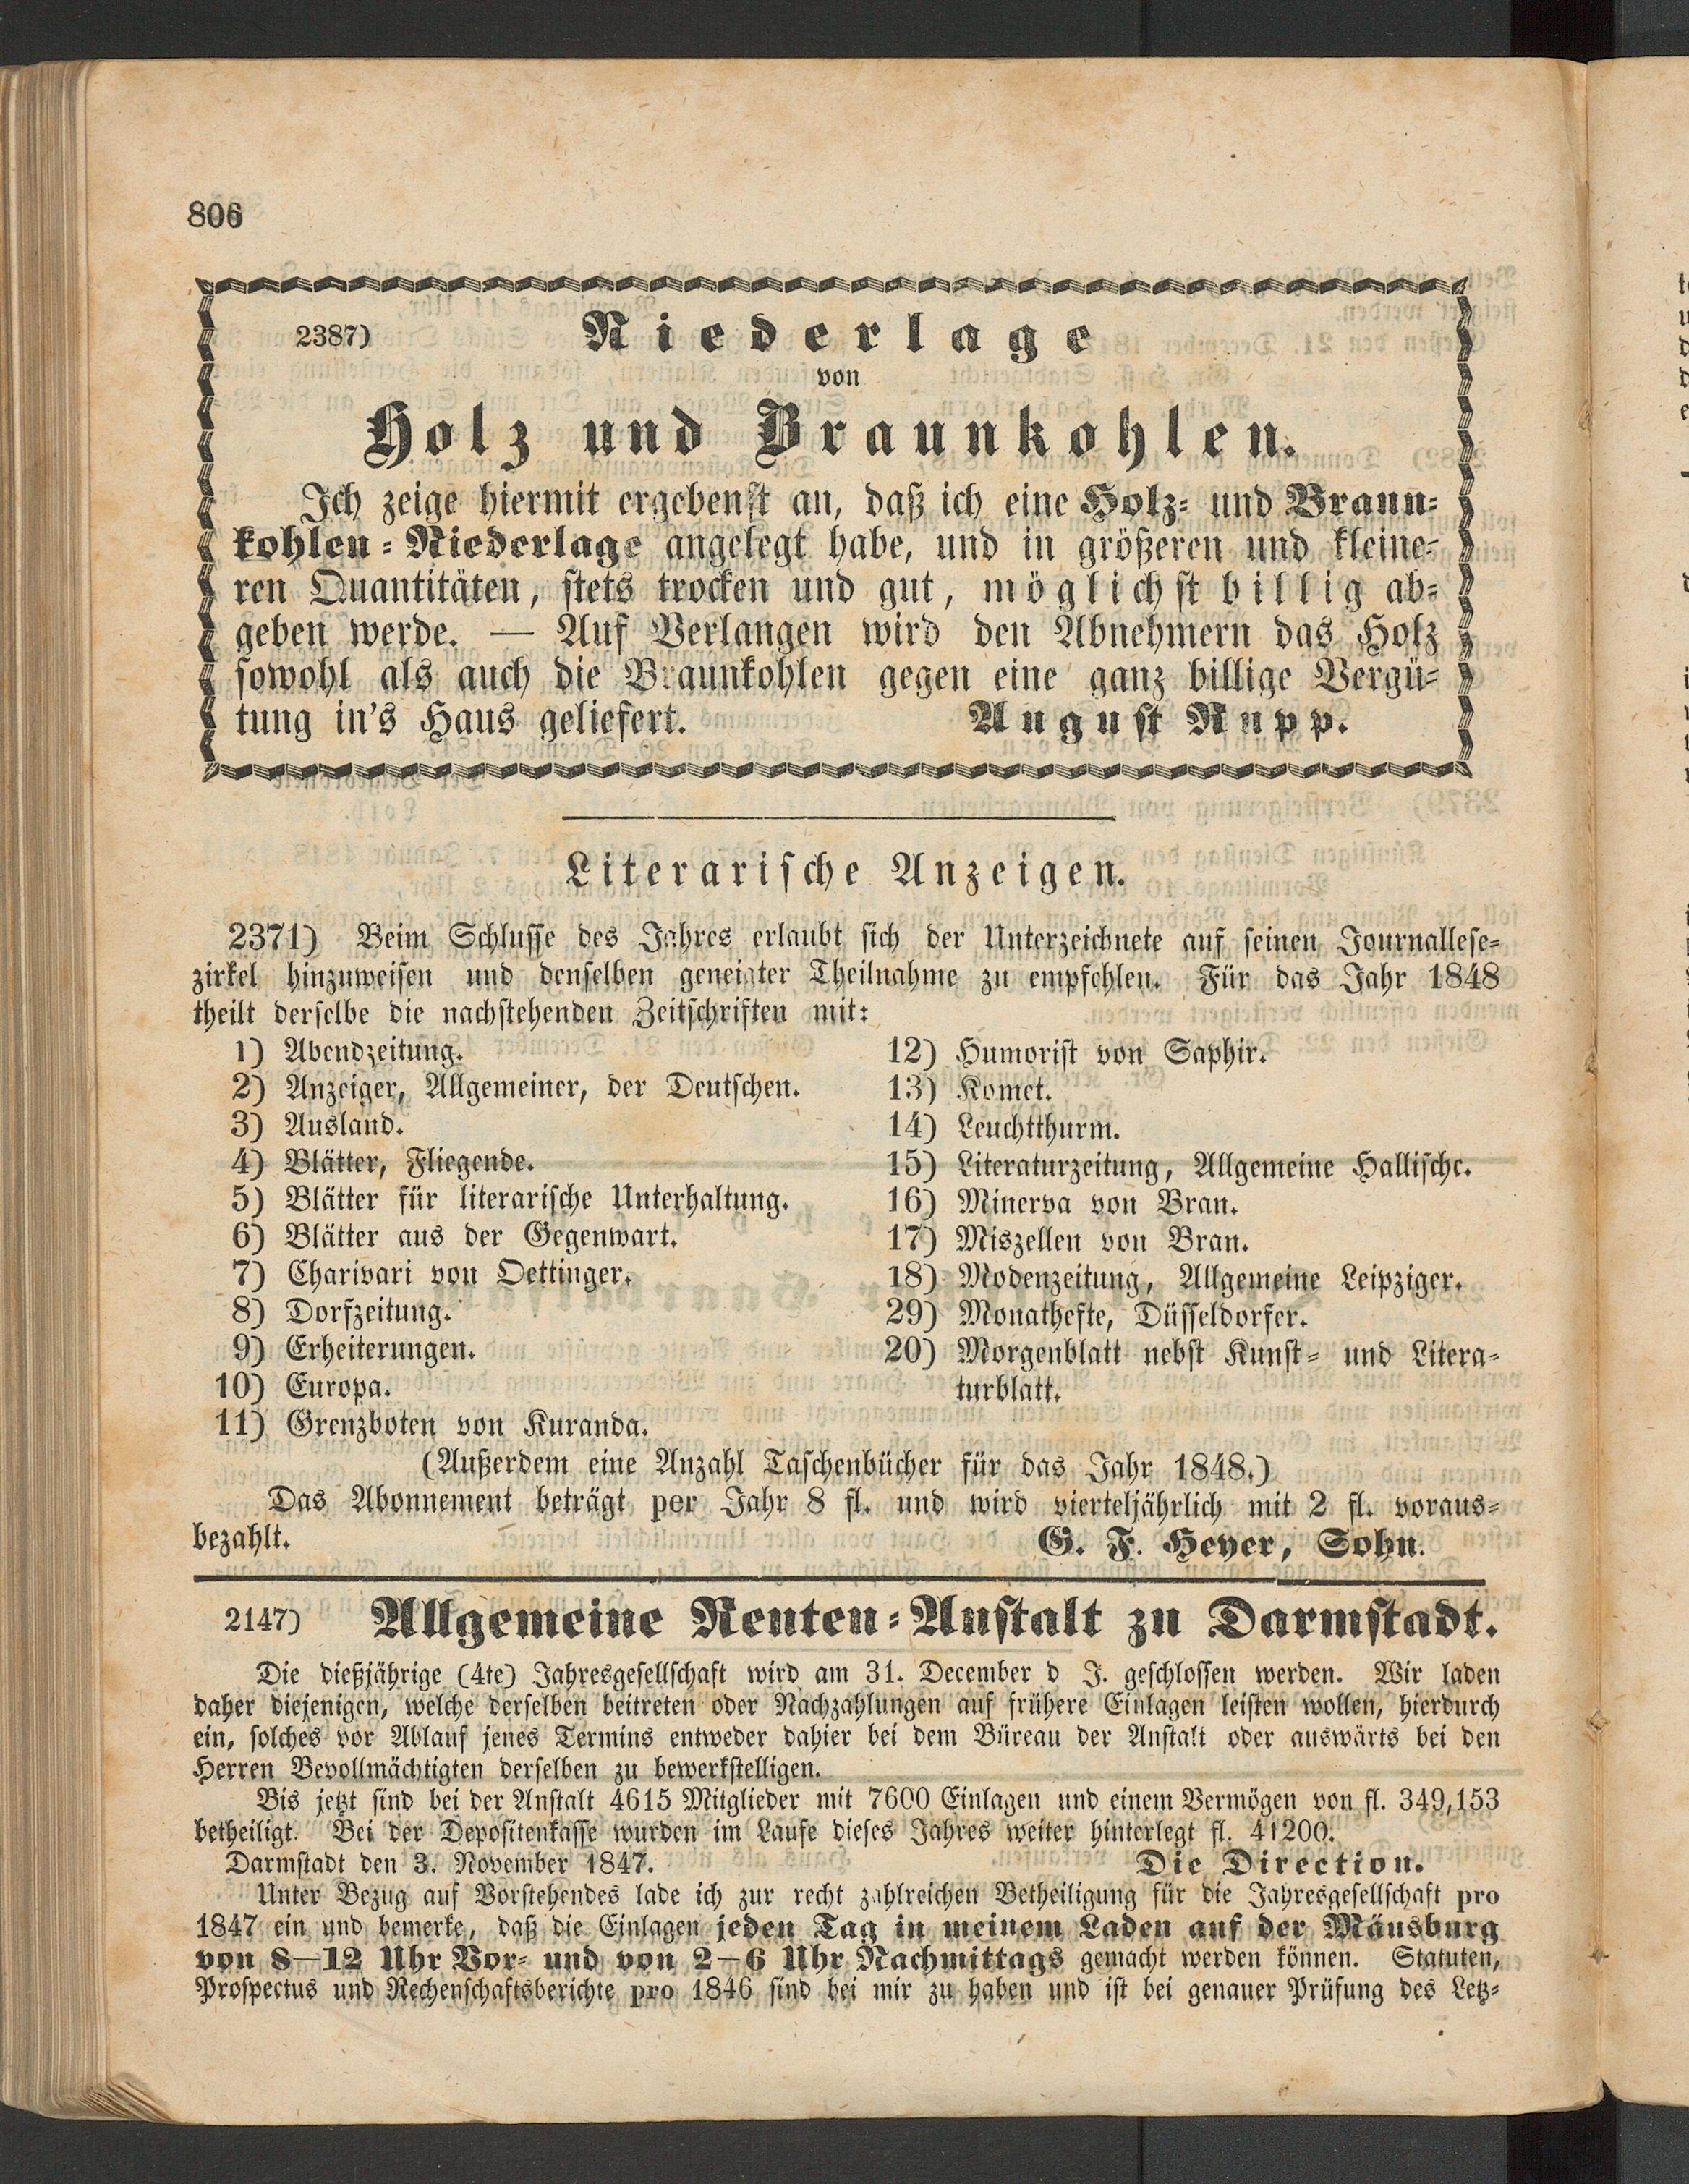 806
2387) Niederlage
von
Holz und Braunkohlen.
Ich zeige hiermit ergebenst an, daß ich eine Holz- und Braun-
kohlen-Niederlage angelegt habe, und in größeren und kleine-
ren Quantitäten, stets trocken und gut, möglichst billig ab-
geben werde. — Auf Verlangen wird den Abnehmern das Holz
sowohl als auch die Braunkohlen gegen eine ganz billige Vergü-
tung in's Haus geliefert. August Rupp.
Literarische Anzeigen.
2371) Beim Schlusse des Jahres erlaubt sich der Unterzeichnete auf seinen Journallese-
zirkel hinzuweisen und denselben geneigter Theilnahme zu empfehlen. Für das Jahr 1848
theilt derselbe die nachstehenden Zeitschriften mit:
1) Abendzeitung.
2) Anzeiger, Allgemeiner, der Deutschen.
3) Ausland.
4) Blätter, Fliegende.
5) Blätter für literarische Unterhaltung.
6) Blätter aus der Gegenwart.
7) Charivari von Oettinger.
8) Dorfzeitung.
9) Erheiterungen.
10) Europa.
11) Grenzboten von Kuranda.
12) Humorist von Saphir.
13) Komet.
14) Leuchtthurm.
15) Literaturzeitung, Allgemeine Hallische.
16) Minerva von Bran.
17) Miszellen von Bran.
18) Modenzeitung, Allgemeine Leipziger.
29) Monathefte, Düsseldorfer.
20) Morgenblatt nebst Kunst- und Litera-
turblatt.
(Außerdem eine Anzahl Taschenbücher für das Jahr 1848.)
Das Abonnement beträgt per Jahr 8 fl. und wird vierteljährlich mit 2 fl. voraus-
bezahlt. G. F. Heyer, Sohn.
2147) Allgemeine Renten-Anstalt zu Darmstadt.
Die dießjährige (4te) Jahresgesellschaft wird am 31. December d J. geschlossen werden. Wir laden
daher diejenigen, welche derselben beitreten oder Nachzahlungen auf frühere Einlagen leisten wollen, hierdurch
ein, solches vor Ablauf jenes Termins entweder dahier bei dem Büreau der Anstalt oder auswärts bei den
Herren Bevollmächtigten derselben zu bewerkstelligen.
Bis jetzt sind bei der Anstalt 4615 Mitglieder mit 7600 Einlagen und einem Vermögen von fl. 349,153
betheiligt. Bei der Depositenkasse wurden im Laufe dieses Jahres weiter hinterlegt fl. 41200.
Darmstadt den 3. November 1847. Die Direction.
Unter Bezug auf Vorstehendes lade ich zur recht zahlreichen Betheiligung für die Jahresgesellschaft pro
1847 ein und bemerke, daß die Einlagen jeden Tag in meinem Laden auf der Mäusburg
von 8—12 Uhr Vor- und von 2—6 Uhr Nachmittags gemacht werden können. Statuten,
Prospectus und Rechenschaftsberichte pro 1846 sind bei mir zu haben und ist bei genauer Prüfung des Letz-